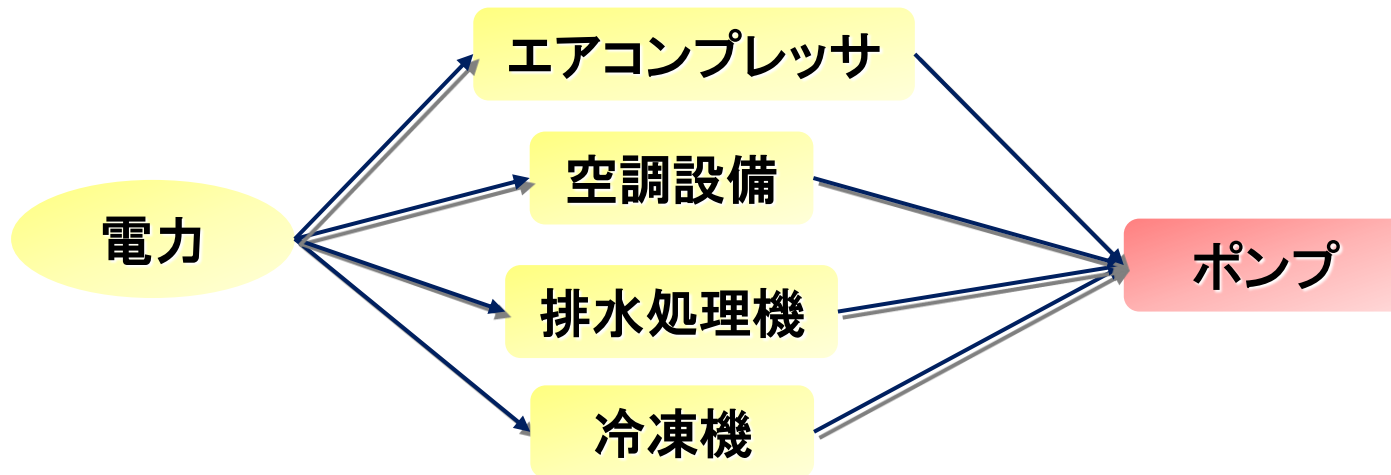 エアコンプレッサ
空調設備
電力
ポンプ
排水処理機
冷凍機